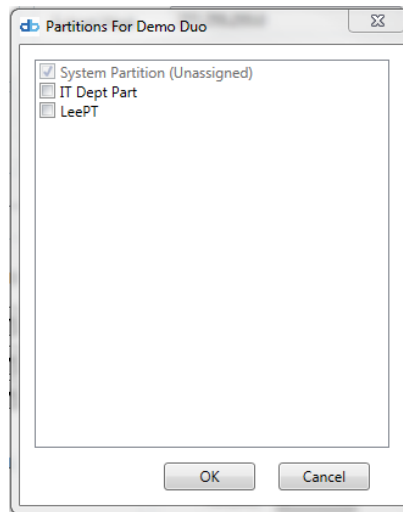 db Partitions For Demo Duo
System Partition (Unassigned)
IT Dept Part
LeePT
OK
Cancel